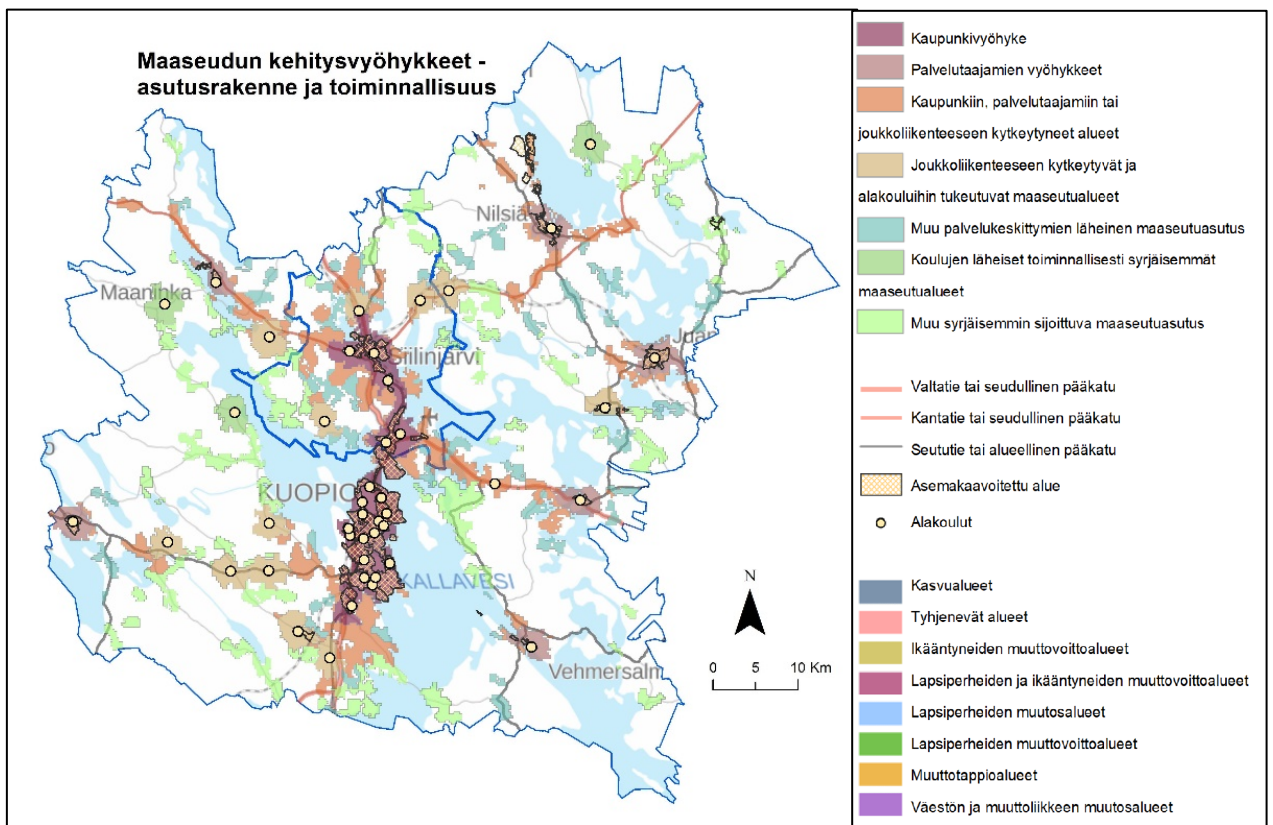 Maaseudun kehitysvyöhykkeet -
asutusrakenne ja toiminnallisuus
Nilsiä
Maaninka
Siilinjärvi
Juan
KUOPIO
KALLAVESI
Vehmersalm
N
0 5 10 Km
Kaupunkivyöhyke
Palvelutaajamien vyöhykkeet
Kaupunkiin, palvelutaajamiin tai
joukkoliikenteeseen kytkeytyneet alueet
Joukkoliikenteeseen kytkeytyvät ja
alakouluihin tukeutuvat maaseutualueet
Muu palvelukeskittymien läheinen maaseutuasutus
Koulujen läheiset toiminnallisesti syrjäisemmät
maaseutualueet
Muu syrjäisemmin sijoittuva maaseutuasutus
Valtatie tai seudullinen pääkatu
Kantatie tai seudullinen pääkatu
Seututie tai alueellinen pääkatu
Asemakaavoitettu alue
Alakoulut
Kasvualueet
Tyhjenevät alueet
Ikääntyneiden muuttovoittoalueet
Lapsiperheiden ja ikääntyneiden muuttovoittoalueet
Lapsiperheiden muutosalueet
Lapsiperheiden muuttovoittoalueet
Muuttotappioalueet
Väestön ja muuttoliikkeen muutosalueet